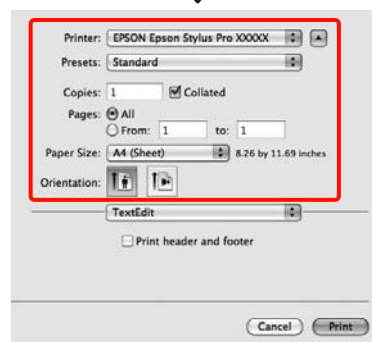 Printer: EPSON Epson Stylus Pro XXXXX
Presets: Standard
Copies: 1 Collated
Pages: All
From: 1 to: 1
Paper Size: A4 (Sheet) 8.26 by 11.69 inches
Orientation:
TextEdit
Print header and footer
Cancel Print